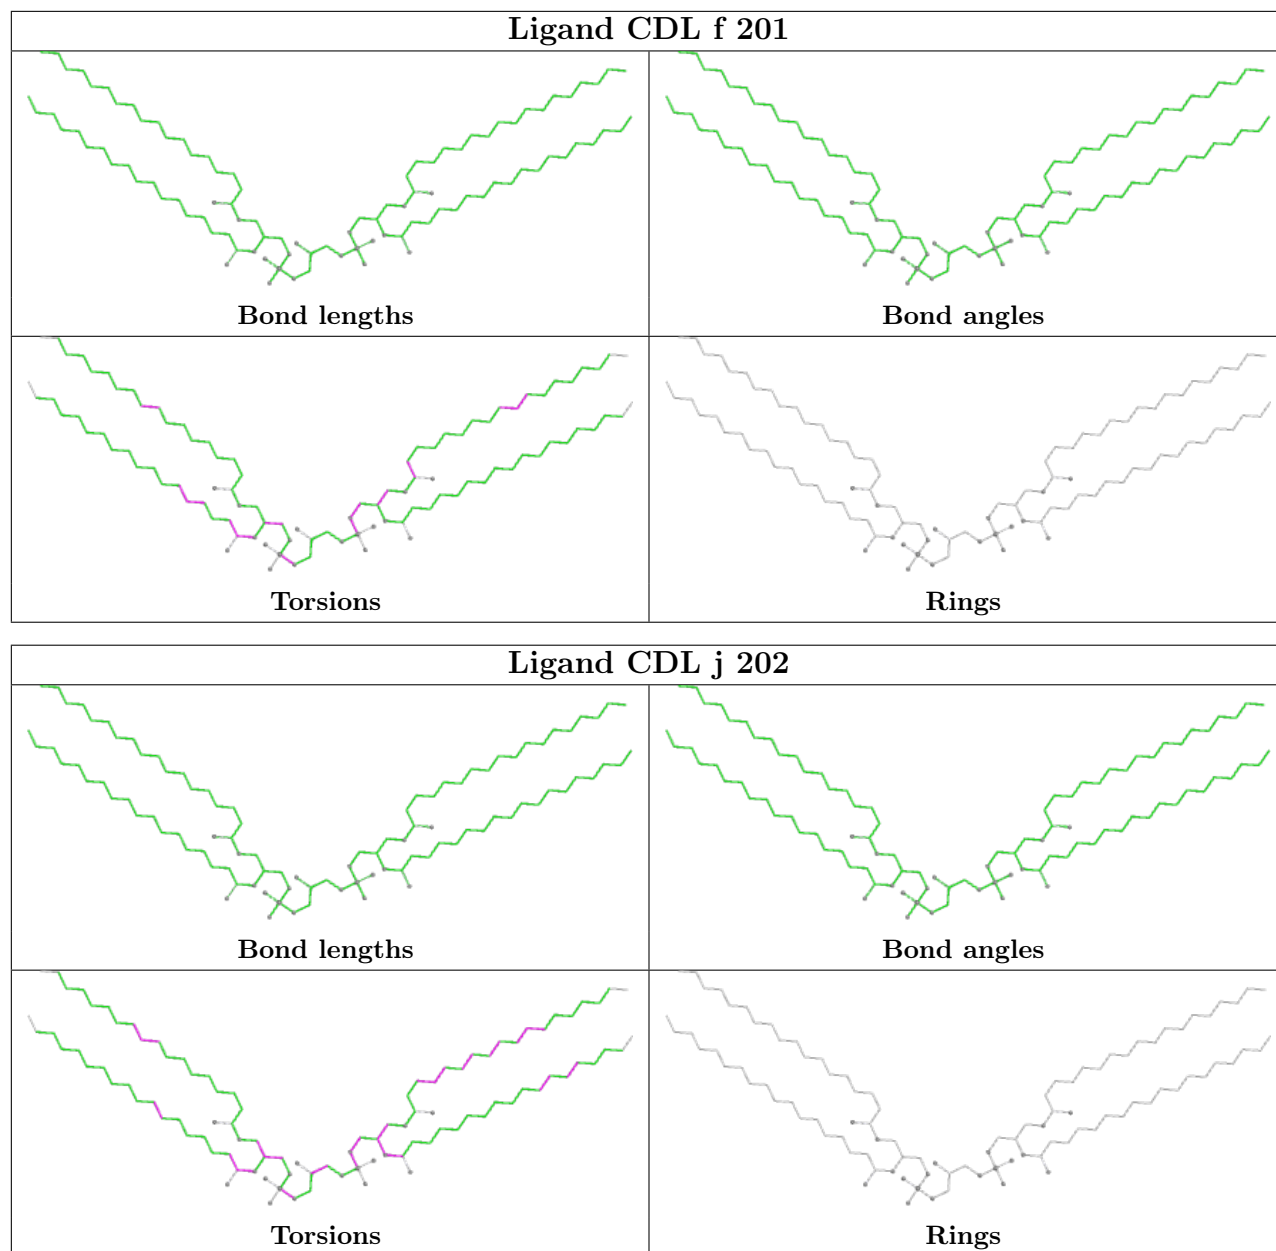 Ligand CDL f 201
Bond lengths
Bond angles
Torsions
Rings
Ligand CDL j 202
Bond lengths
Bond angles
Torsions
Rings